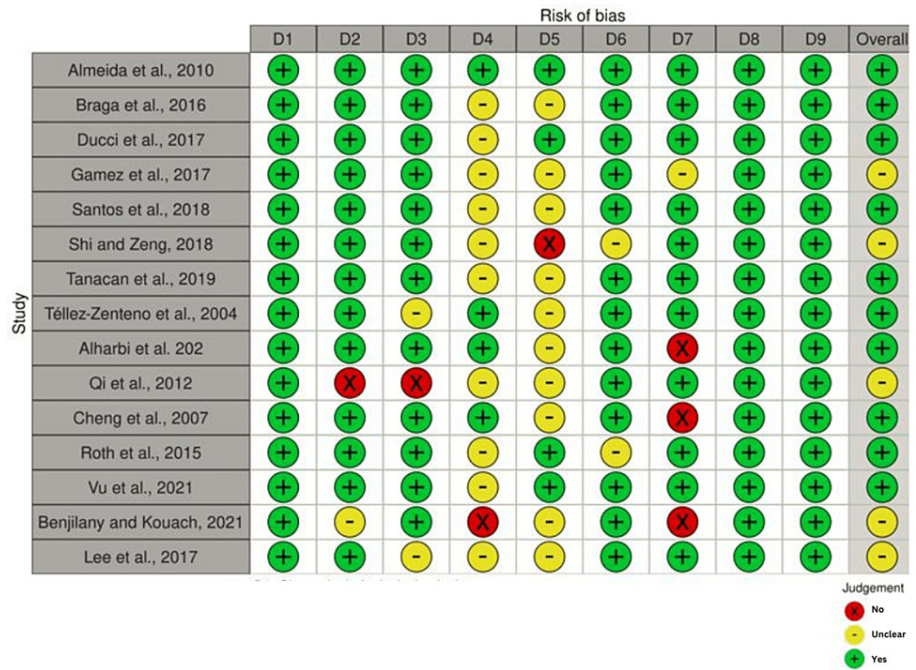 Risk of bias
D1 D2 D3 D4 D5 D6 D7 D8 D9 Overall
Study
Almeida et al., 2010 + + + + + + + + + +
Braga et al., 2016 + + + - - + + + + +
Ducci et al., 2017 + + + - + + + + + +
Gamez et al., 2017 + + + - - + - + + -
Santos et al., 2018 + + + - - + + + + +
Shi and Zeng, 2018 + + + - X - + + + -
Tanacan et al., 2019 + + + - - + + + + +
Téllez-Zenteno et al., 2004 + + - + - + + + + +
Alharbi et al. 202 + + + + - + X + + +
Qi et al., 2012 + X X - - + + + + -
Cheng et al., 2007 + + + + - + X + + +
Roth et al., 2015 + + + - + - + + + +
Vu et al., 2021 + + + - + + + + + +
Benjilany and Kouach, 2021 + - + X - + X + + -
Lee et al., 2017 + + - - - + + + + -
Judgement
X No
- Unclear
+ Yes